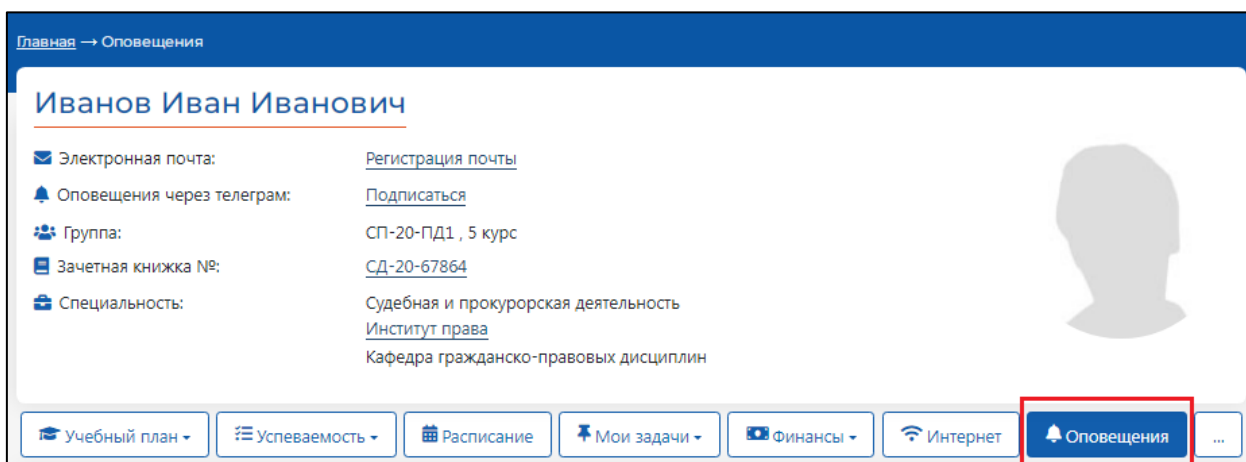 Главная → Оповещения
Иванов Иван Иванович
Электронная почта: Регистрация почты
Оповещения через телеграм: Подписаться
Группа: СП-20-ПД1 , 5 курс
Зачетная книжка №: СД-20-67864
Специальность: Судебная и прокурорская деятельность
Институт права
Кафедра гражданско-правовых дисциплин
Учебный план Успеваемость Расписание Мои задачи Финансы Интернет Оповещения ...